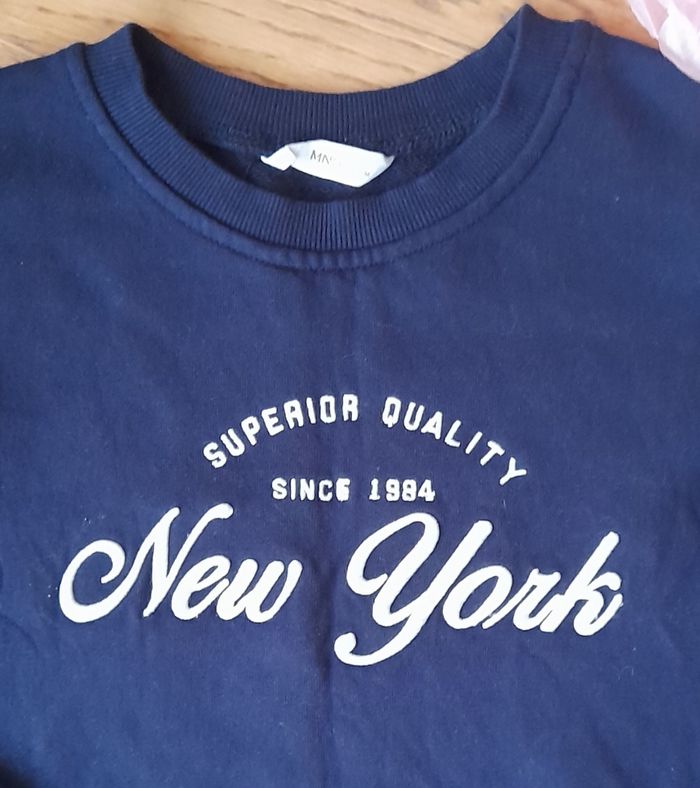 SUPERIOR QUALITY
SINCE 1984
New York